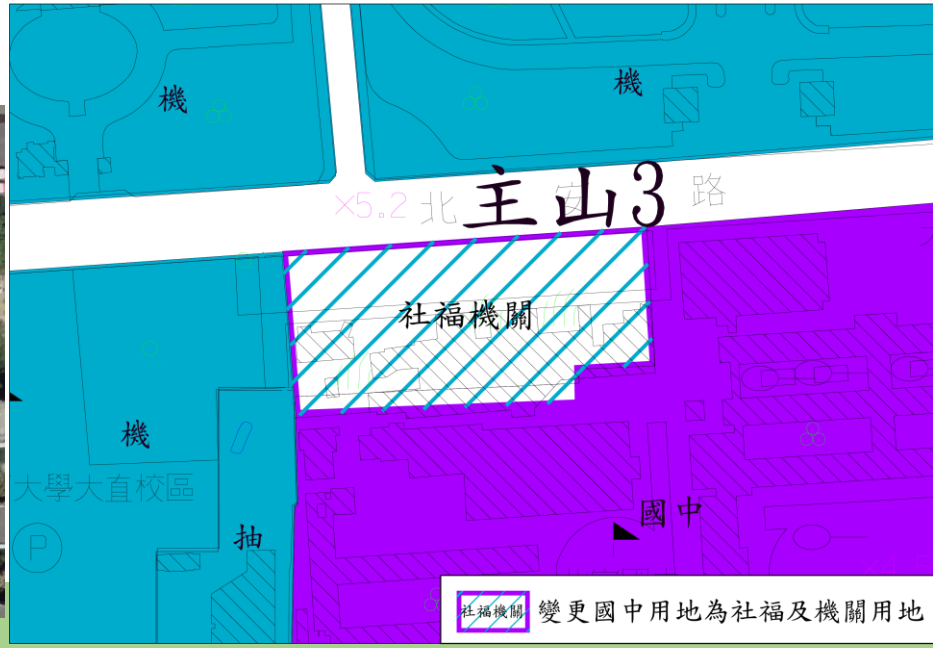 機
機
主山3
×5.2 北安路
社福機關
機
大學大直校區
國中
抽
P
社福機關 變更國中用地為社福及機關用地